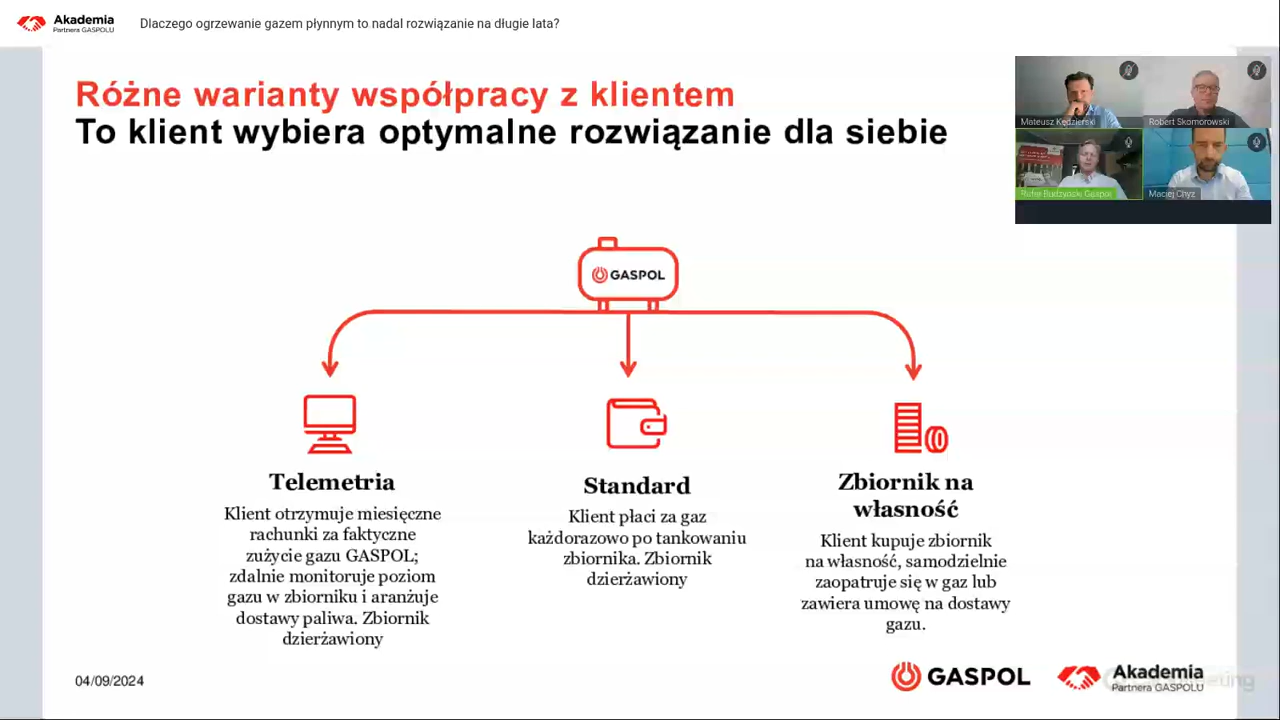 Akademia
Partnera GASPOLU
Dlaczego ogrzewanie gazem płynnym to nadal rozwiązanie na długie lata?
Różne warianty współpracy z klientem
To klient wybiera optymalne rozwiązanie dla siebie
Mateusz Kędzierski
Robert Skomorowski
Rafał Budzyński Gaspol
Maciej Chyz
GASPOL
Telemetria
Klient otrzymuje miesięczne
rachunki za faktyczne
zużycie gazu GASPOL;
zdalnie monitoruje poziom
gazu w zbiorniku i aranżuje
dostawy paliwa. Zbiornik
dzierżawiony
Standard
Klient płaci za gaz
każdorazowo po tankowaniu
zbiornika. Zbiornik
dzierżawiony
Zbiornik na
własność
Klient kupuje zbiornik
na własność, samodzielnie
zaopatruje się w gaz lub
zawiera umowę na dostawy
gazu.
04/09/2024
GASPOL
Akademia
Partnera GASPOLU